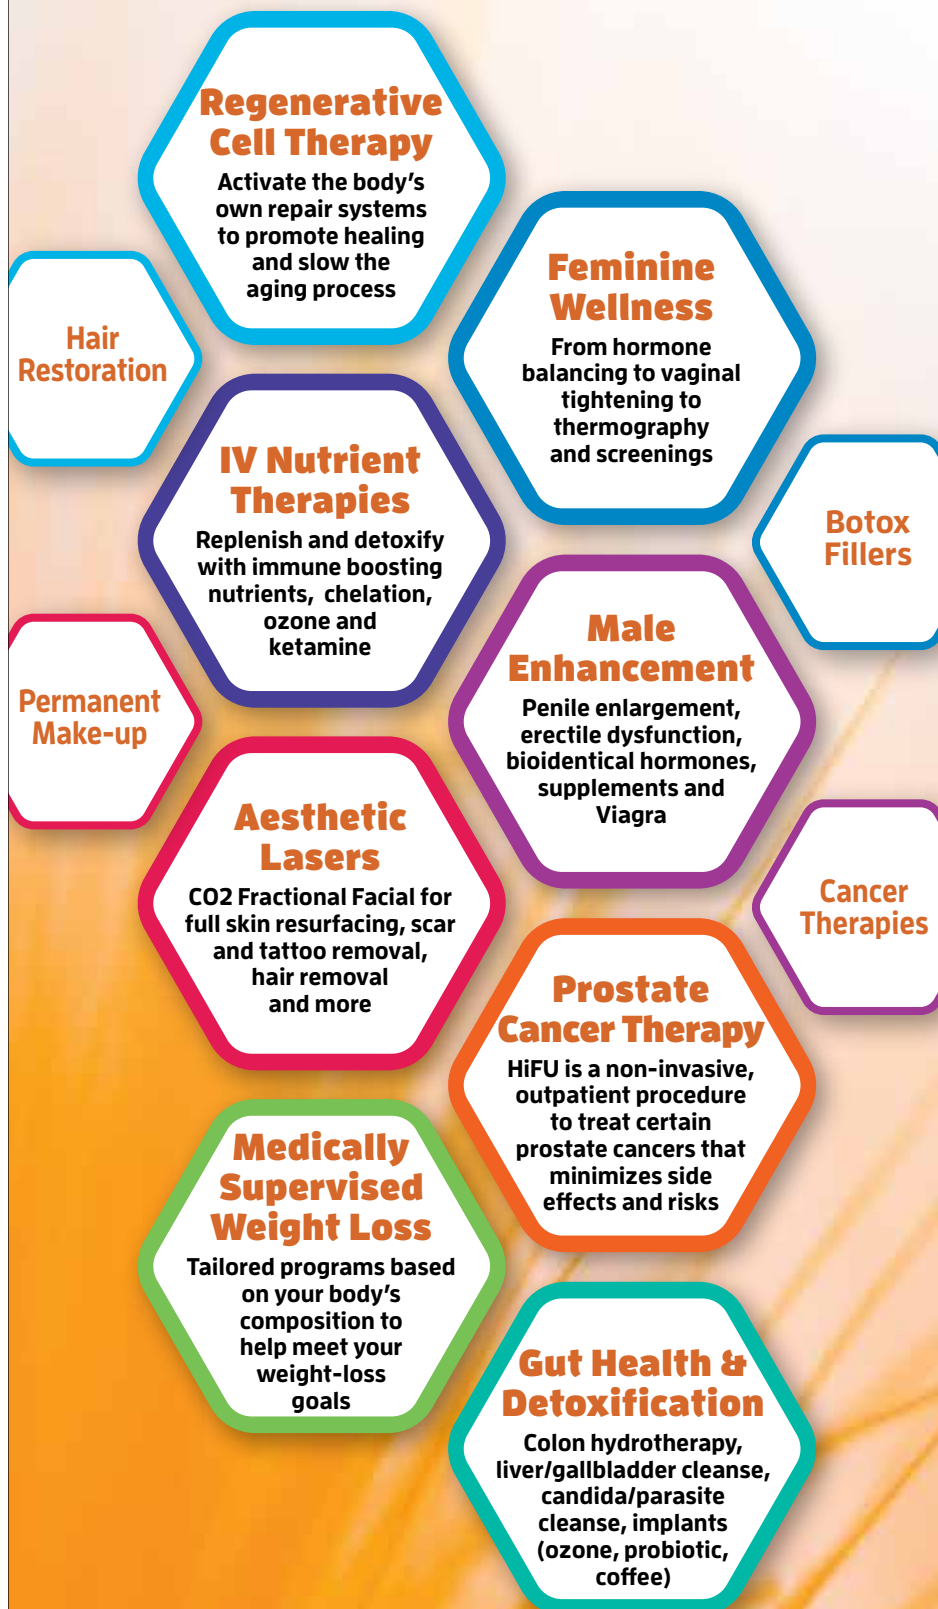 Regenerative
Cell Therapy
Activate the body's
own repair systems
to promote healing
and slow the
aging process
Feminine
Wellness
From hormone
balancing to vaginal
tightening to
thermography
and screenings
Hair
Restoration
IV Nutrient
Therapies
Replenish and detoxify
with immune boosting
nutrients, chelation,
ozone and
ketamine
Botox
Fillers
Male
Enhancement
Penile enlargement,
erectile dysfunction,
bioidentical hormones,
supplements and
Viagra
Permanent
Make-up
Aesthetic
Lasers
CO2 Fractional Facial for
full skin resurfacing, scar
and tattoo removal,
hair removal
and more
Cancer
Therapies
Prostate
Cancer Therapy
HiFU is a non-invasive,
outpatient procedure
to treat certain
prostate cancers that
minimizes side
effects and risks
Medically
Supervised
Weight Loss
Tailored programs based
on your body's
composition to
help meet your
weight-loss
goals
Gut Health &
Detoxification
Colon hydrotherapy,
liver/gallbladder cleanse,
candida/parasite
cleanse, implants
(ozone, probiotic,
coffee)